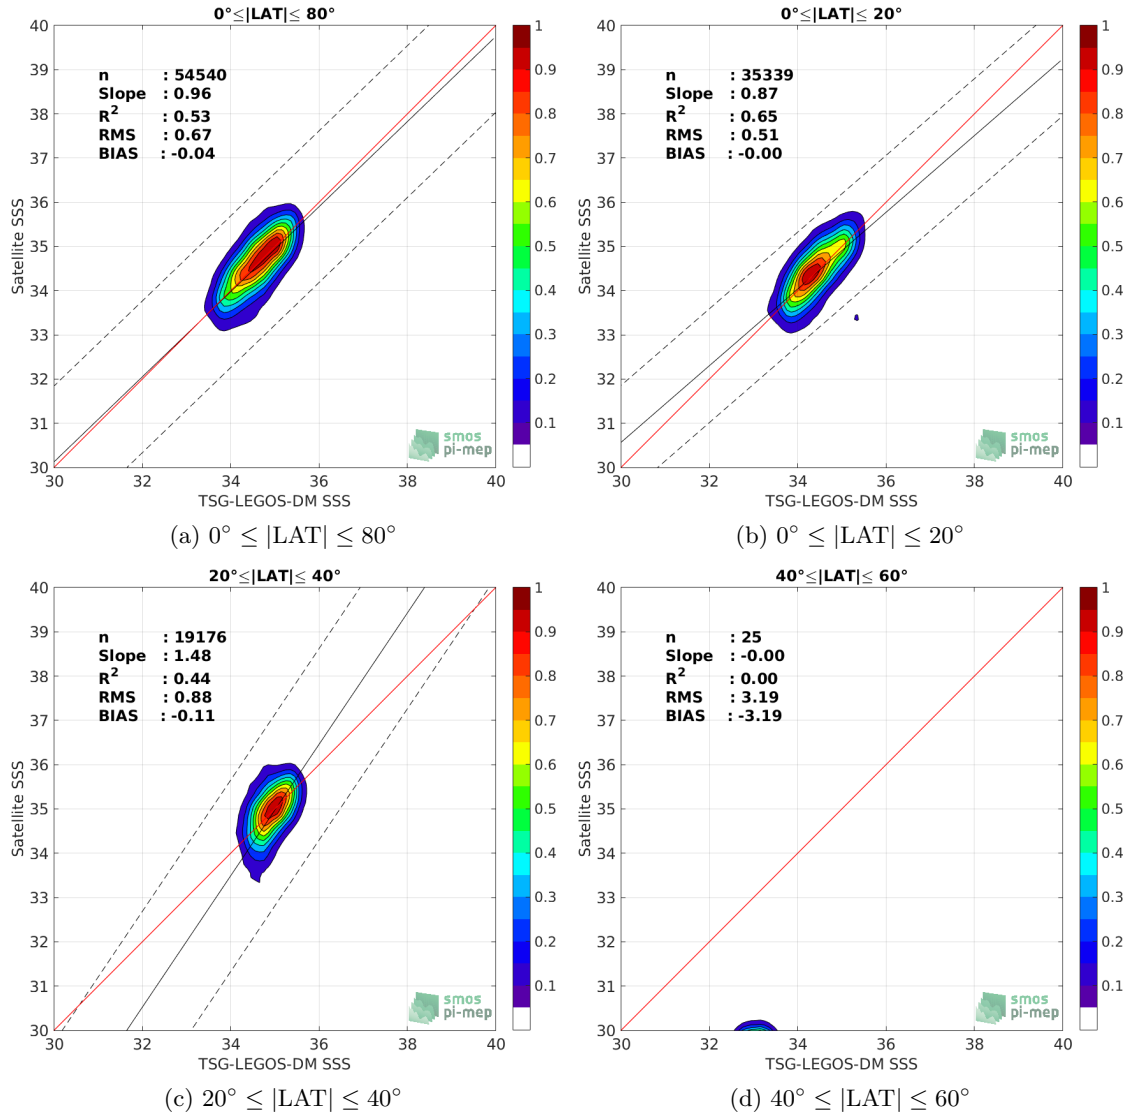 0°≤|LAT|≤ 80°
n : 54540
Slope : 0.96
R² : 0.53
RMS : 0.67
BIAS : -0.04
40
39
38
37
36
35
34
33
32
31
30
Satellite SSS
30 32 34 36 38 40
TSG-LEGOS-DM SSS
1
0.9
0.8
0.7
0.6
0.5
0.4
0.3
0.2
0.1
smos
pi-mep
(a) 0° ≤ |LAT| ≤ 80°
0°≤|LAT|≤ 20°
n : 35339
Slope : 0.87
R² : 0.65
RMS : 0.51
BIAS : -0.00
40
39
38
37
36
35
34
33
32
31
30
Satellite SSS
30 32 34 36 38 40
TSG-LEGOS-DM SSS
1
0.9
0.8
0.7
0.6
0.5
0.4
0.3
0.2
0.1
smos
pi-mep
(b) 0° ≤ |LAT| ≤ 20°
20°≤|LAT|≤ 40°
n : 19176
Slope : 1.48
R² : 0.44
RMS : 0.88
BIAS : -0.11
40
39
38
37
36
35
34
33
32
31
30
Satellite SSS
30 32 34 36 38 40
TSG-LEGOS-DM SSS
1
0.9
0.8
0.7
0.6
0.5
0.4
0.3
0.2
0.1
smos
pi-mep
(c) 20° ≤ |LAT| ≤ 40°
40°≤|LAT|≤ 60°
n : 25
Slope : -0.00
R² : 0.00
RMS : 3.19
BIAS : -3.19
40
39
38
37
36
35
34
33
32
31
30
Satellite SSS
30 32 34 36 38 40
TSG-LEGOS-DM SSS
1
0.9
0.8
0.7
0.6
0.5
0.4
0.3
0.2
0.1
smos
pi-mep
(d) 40° ≤ |LAT| ≤ 60°